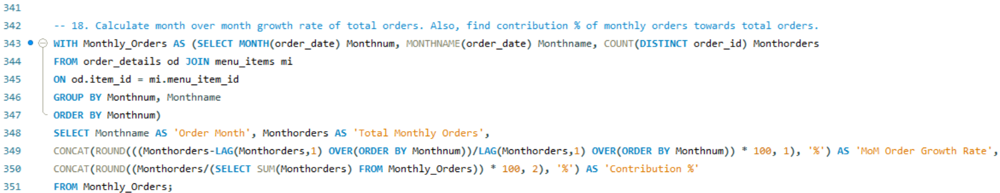 341
342 -- 18. Calculate month over month growth rate of total orders. Also, find contribution % of monthly orders towards total orders.
343 WITH Monthly_Orders AS (SELECT MONTH(order_date) Monthnum, MONTHNAME(order_date) Monthname, COUNT(DISTINCT order_id) Monthorders
344 FROM order_details od JOIN menu_items mi
345 ON od.item_id = mi.menu_item_id
346 GROUP BY Monthnum, Monthname
347 ORDER BY Monthnum)
348 SELECT Monthname AS 'Order Month', Monthorders AS 'Total Monthly Orders',
349 CONCAT(ROUND(((Monthorders-LAG(Monthorders,1) OVER(ORDER BY Monthnum))/LAG(Monthorders,1) OVER(ORDER BY Monthnum)) * 100, 1), '%') AS 'MoM Order Growth Rate',
350 CONCAT(ROUND((Monthorders/(SELECT SUM(Monthorders) FROM Monthly_Orders)) * 100, 2), '%') AS 'Contribution %'
351 FROM Monthly_Orders;